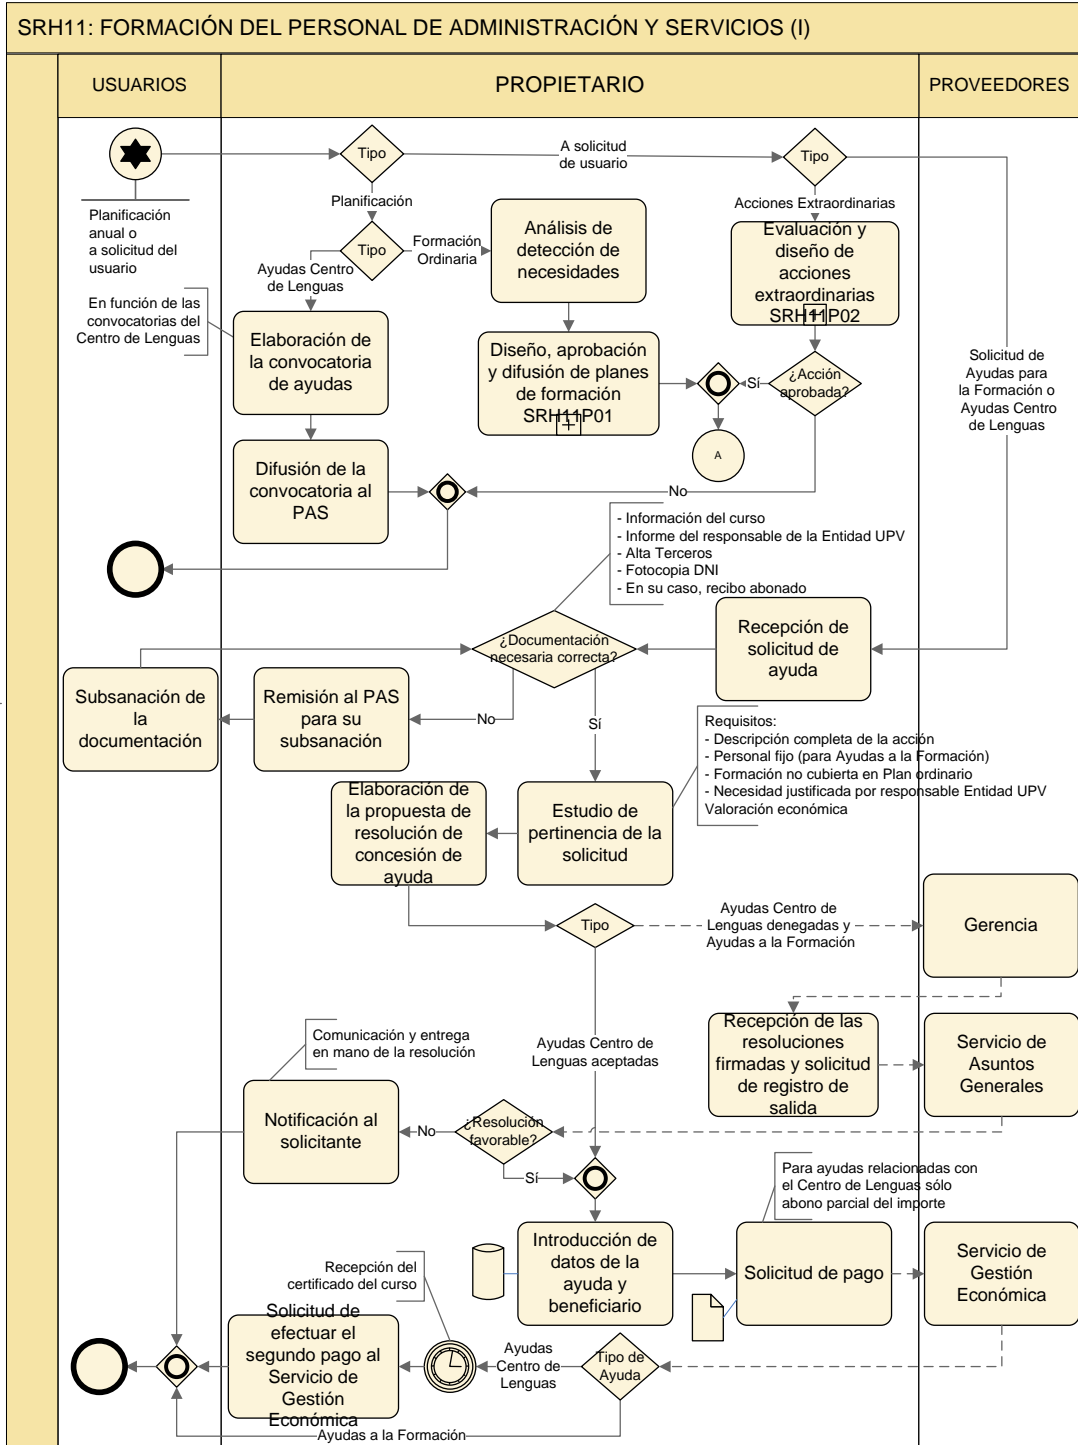 SRH11: FORMACIÓN DEL PERSONAL DE ADMINISTRACIÓN Y SERVICIOS (I)
USUARIOS
PROPIETARIO
PROVEEDORES
Planificación
anual o
a solicitud del
usuario
Tipo
A solicitud
de usuario
Tipo
Planificación
Tipo
Formación
Ordinaria
Análisis de
detección de
necesidades
Acciones Extraordinarias
Evaluación y
diseño de
acciones
extraordinarias
SRH11P02
Ayudas Centro
de Lenguas
En función de las
convocatorias del
Centro de Lenguas
Elaboración de
la convocatoria
de ayudas
Diseño, aprobación
y difusión de planes
de formación
SRH11P01
Sí
¿Acción
aprobada?
Solicitud de
Ayudas para
la Formación o
Ayudas Centro
de Lenguas
A
Difusión de la
convocatoria al
PAS
No
- Información del curso
- Informe del responsable de la Entidad UPV
- Alta Terceros
- Fotocopia DNI
- En su caso, recibo abonado
¿Documentación
necesaria correcta?
Recepción de
solicitud de
ayuda
Subsanación de
la
documentación
Remisión al PAS
para su
subsanación
No
Sí
Requisitos:
- Descripción completa de la acción
- Personal fijo (para Ayudas a la Formación)
- Formación no cubierta en Plan ordinario
- Necesidad justificada por responsable Entidad UPV
Valoración económica
Elaboración de
la propuesta de
resolución de
concesión de
ayuda
Estudio de
pertinencia de la
solicitud
Tipo
Ayudas Centro de
Lenguas denegadas y
Ayudas a la Formación
Gerencia
Comunicación y entrega
en mano de la resolución
Ayudas Centro de
Lenguas aceptadas
Recepción de las
resoluciones
firmadas y solicitud
de registro de
salida
Servicio de
Asuntos
Generales
Notificación al
solicitante
No
¿Resolución
favorable?
Sí
Para ayudas relacionadas con
el Centro de Lenguas sólo
abono parcial del importe
Introducción de
datos de la
ayuda y
beneficiario
Solicitud de pago
Servicio de
Gestión
Económica
Recepción del
certificado del curso
Solicitud de
efectuar el
segundo pago al
Servicio de
Gestión
Económica
Ayudas
Centro de
Lenguas
Tipo de
Ayuda
Ayudas a la Formación